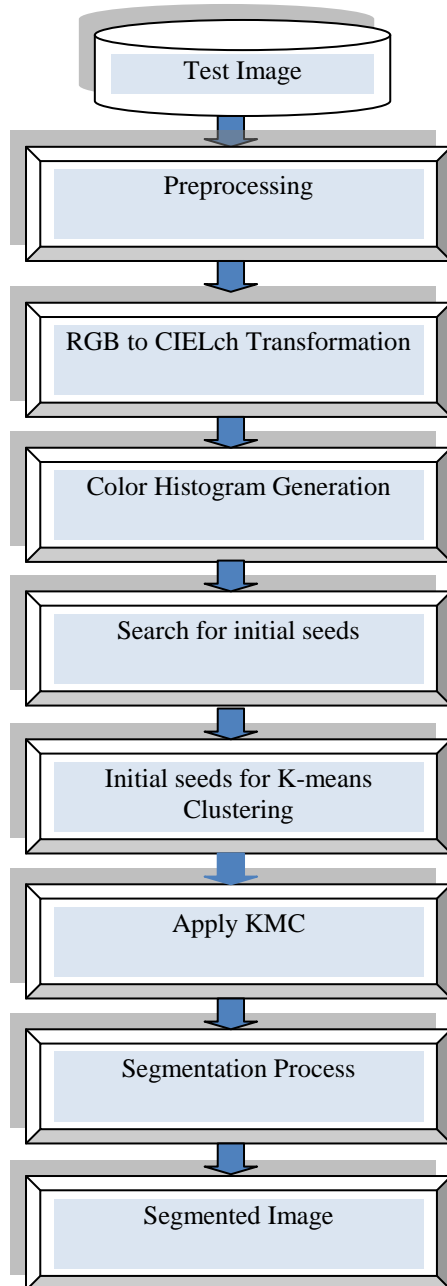 Test Image
Preprocessing
RGB to CIELch Transformation
Color Histogram Generation
Search for initial seeds
Initial seeds for K-means
Clustering
Apply KMC
Segmentation Process
Segmented Image